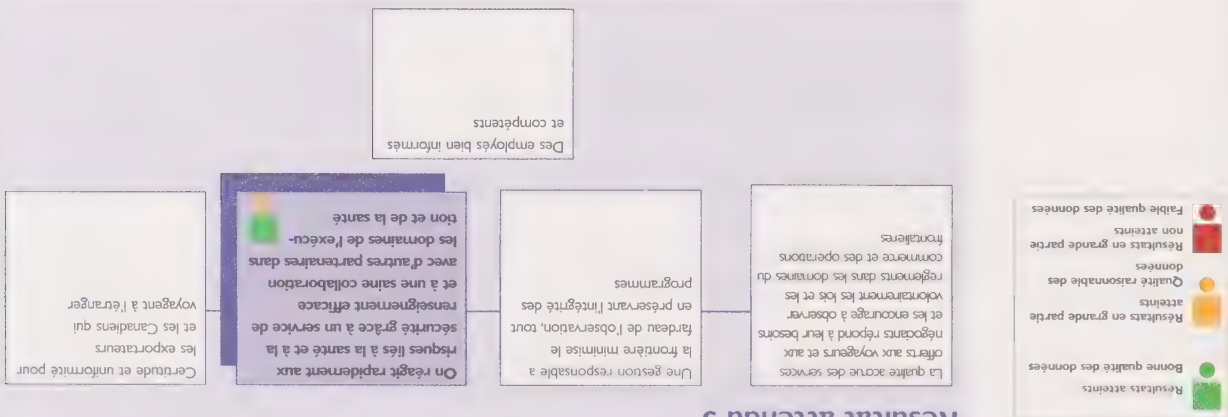 Résultat attendu
Résultats atteints
Bonne qualité des données
Résultats en grande partie
atteints
Qualité raisonnable des
données
Résultats en grande partie
non atteints
Faible qualité des données
La qualité accrue des services
offerts aux voyageurs et aux
négociants répond à leur besoins
et les encourage à observer
volontairement les lois et les
règlements dans les domaines du
commerce et des opérations
frontalières
Une gestion responsable à
la frontière minimise le
fardeau de l'observation, tout
en préservant l'intégrité des
programmes
On réagit rapidement aux
risques liés à la santé et à la
sécurité grâce à un service de
renseignement efficace
et à une saine collaboration
avec d'autres partenaires dans
les domaines de l'exécu-
tion et de la santé
Certitude et uniformité pour
les exportateurs
et les Canadiens qui
voyagent à l'étranger
Des employés bien informés
et compétents